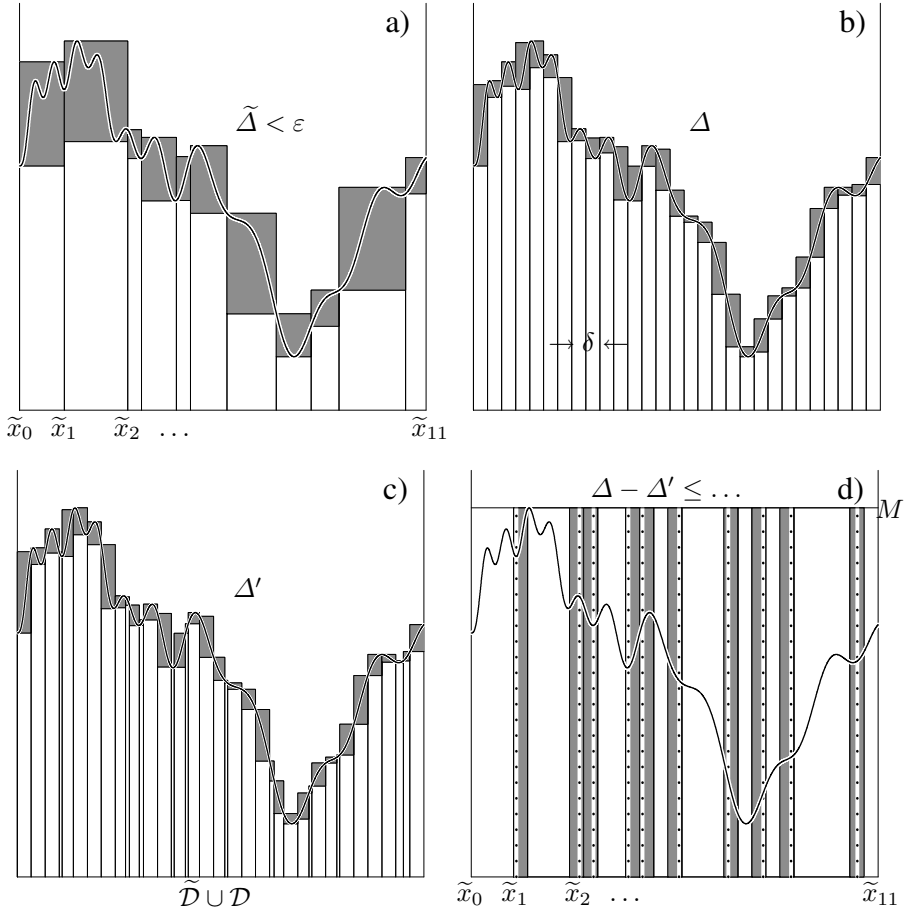 a)
Δ̃ < ε
x̃₀ x̃₁ x̃₂ ... x̃₁₁
b)
Δ
δ
c)
Δ′
D̃ ∪ D
d)
Δ − Δ′ ≤ ...
M
x̃₀ x̃₁ x̃₂ ... x̃₁₁